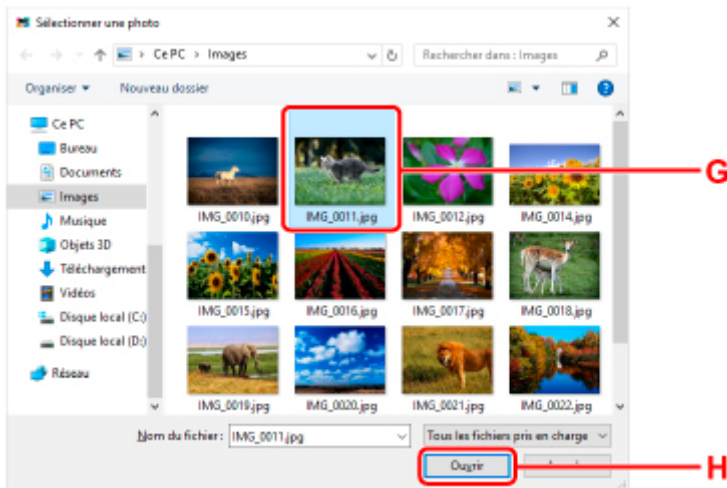 Sélectionner une photo
Ce PC > Images
Rechercher dans : Images
Organiser
Nouveau dossier
Ce PC
Bureau
Documents
Images
Musique
Objets 3D
Téléchargement
Vidéos
Disque local (C:)
Disque local (D:)
Réseau
IMG_0010.jpg
IMG_0011.jpg
IMG_0012.jpg
IMG_0014.jpg
G
IMG_0015.jpg
IMG_0016.jpg
IMG_0017.jpg
IMG_0018.jpg
IMG_0019.jpg
IMG_0020.jpg
IMG_0021.jpg
IMG_0022.jpg
Nom du fichier : IMG_0011.jpg
Tous les fichiers pris en charge
Ouvrir
H